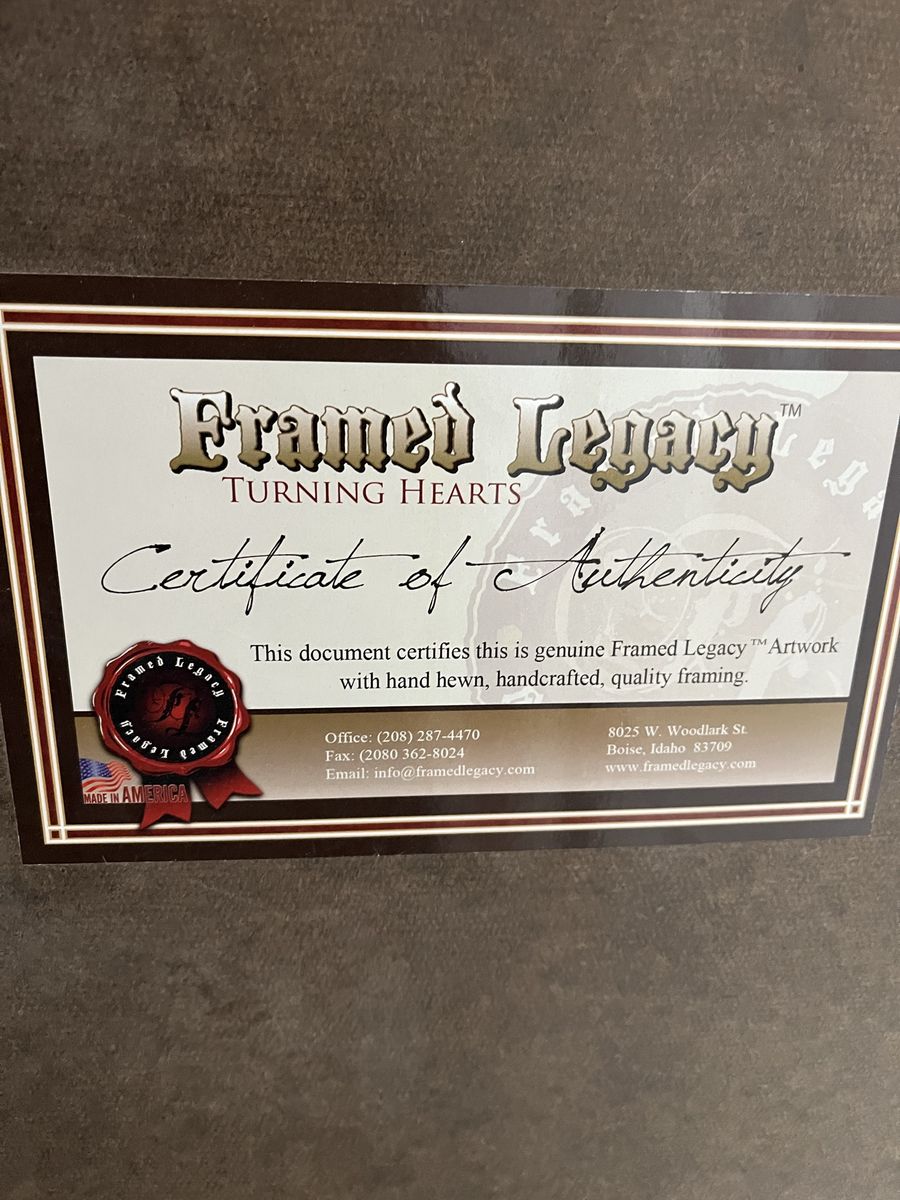 Framed Legacy™
TURNING HEARTS
Certificate of Authenticity
This document certifies this is genuine Framed Legacy™ Artwork
with hand hewn, handcrafted, quality framing.
Framed Legacy Framed Legacy
FL
MADE IN AMERICA
Office: (208) 287-4470
Fax: (2080 362-8024
Email: info@framedlegacy.com
8025 W. Woodlark St.
Boise, Idaho 83709
www.framedlegacy.com